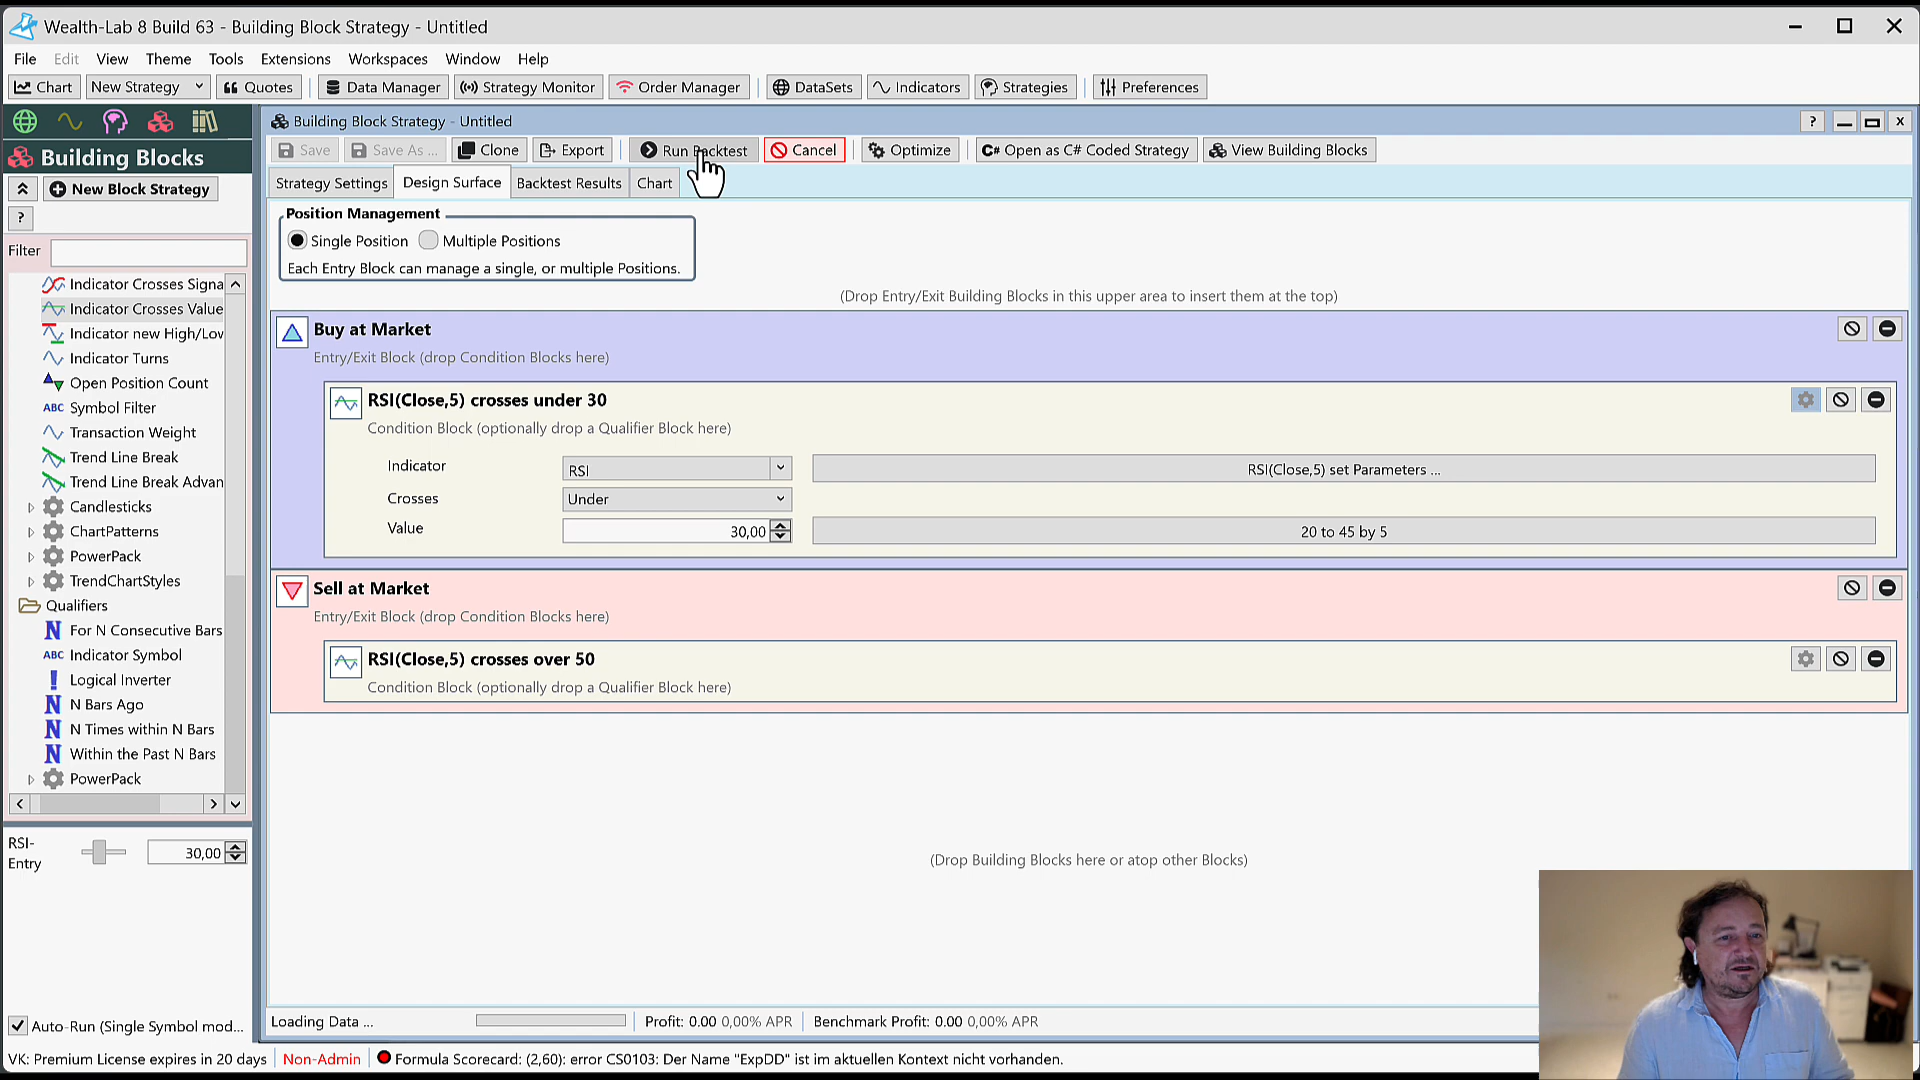 Wealth-Lab 8 Build 63 - Building Block Strategy - Untitled
File Edit View Theme Tools Extensions Workspaces Window Help
Chart New Strategy Quotes Data Manager Strategy Monitor Order Manager DataSets Indicators Strategies Preferences
Building Block Strategy - Untitled ? X
Building Blocks
Save Save As ... Clone Export Run Backtest Cancel Optimize C# Open as C# Coded Strategy View Building Blocks
New Block Strategy
Strategy Settings Design Surface Backtest Results Chart
?
Filter
Position Management
Single Position Multiple Positions
Each Entry Block can manage a single, or multiple Positions.
(Drop Entry/Exit Building Blocks in this upper area to insert them at the top)
Indicator Crosses Signa
Indicator Crosses Value
Indicator new High/Lov
Indicator Turns
Open Position Count
ABC Symbol Filter
Transaction Weight
Trend Line Break
Trend Line Break Advan
Candlesticks
ChartPatterns
PowerPack
TrendChartStyles
Qualifiers
N For N Consecutive Bars
ABC Indicator Symbol
! Logical Inverter
N N Bars Ago
N N Times within N Bars
N Within the Past N Bars
PowerPack
Buy at Market
Entry/Exit Block (drop Condition Blocks here)
RSI(Close,5) crosses under 30
Condition Block (optionally drop a Qualifier Block here)
Indicator RSI RSI(Close,5) set Parameters ...
Crosses Under
Value 30,00 20 to 45 by 5
Sell at Market
Entry/Exit Block (drop Condition Blocks here)
RSI(Close,5) crosses over 50
Condition Block (optionally drop a Qualifier Block here)
(Drop Building Blocks here or atop other Blocks)
RSI-
Entry 30,00
Auto-Run (Single Symbol mod...
Loading Data ... Profit: 0.00 0,00% APR Benchmark Profit: 0.00 0,00% APR
VK: Premium License expires in 20 days Non-Admin Formula Scorecard: (2,60): error CS0103: Der Name "ExpDD" ist im aktuellen Kontext nicht vorhanden.